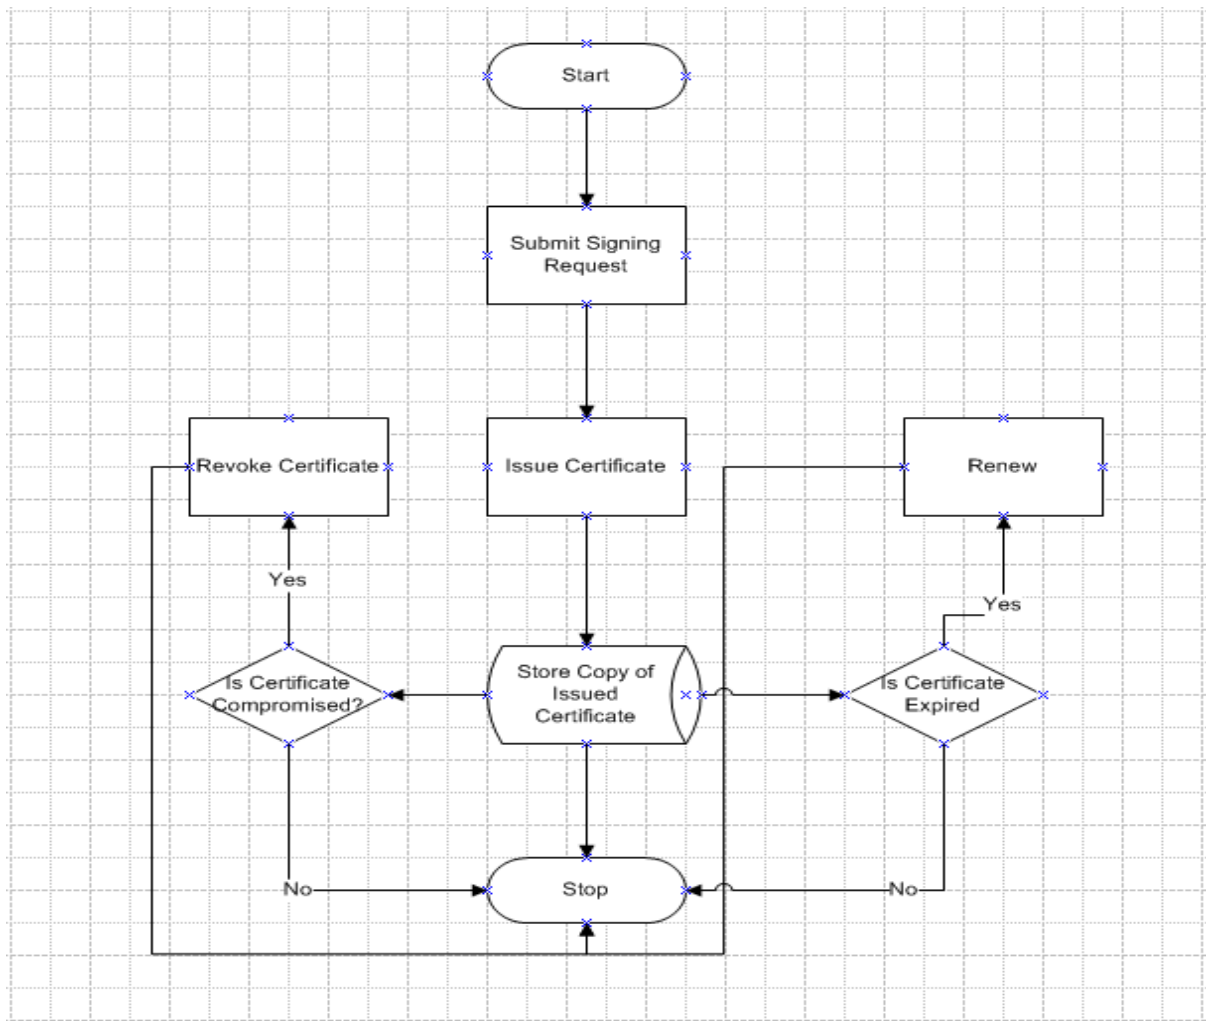 Start
Submit Signing
Request
Revoke Certificate
Issue Certificate
Renew
Yes
Yes
Is Certificate
Compromised?
Store Copy of
Issued
Certificate
Is Certificate
Expired
No
Stop
No